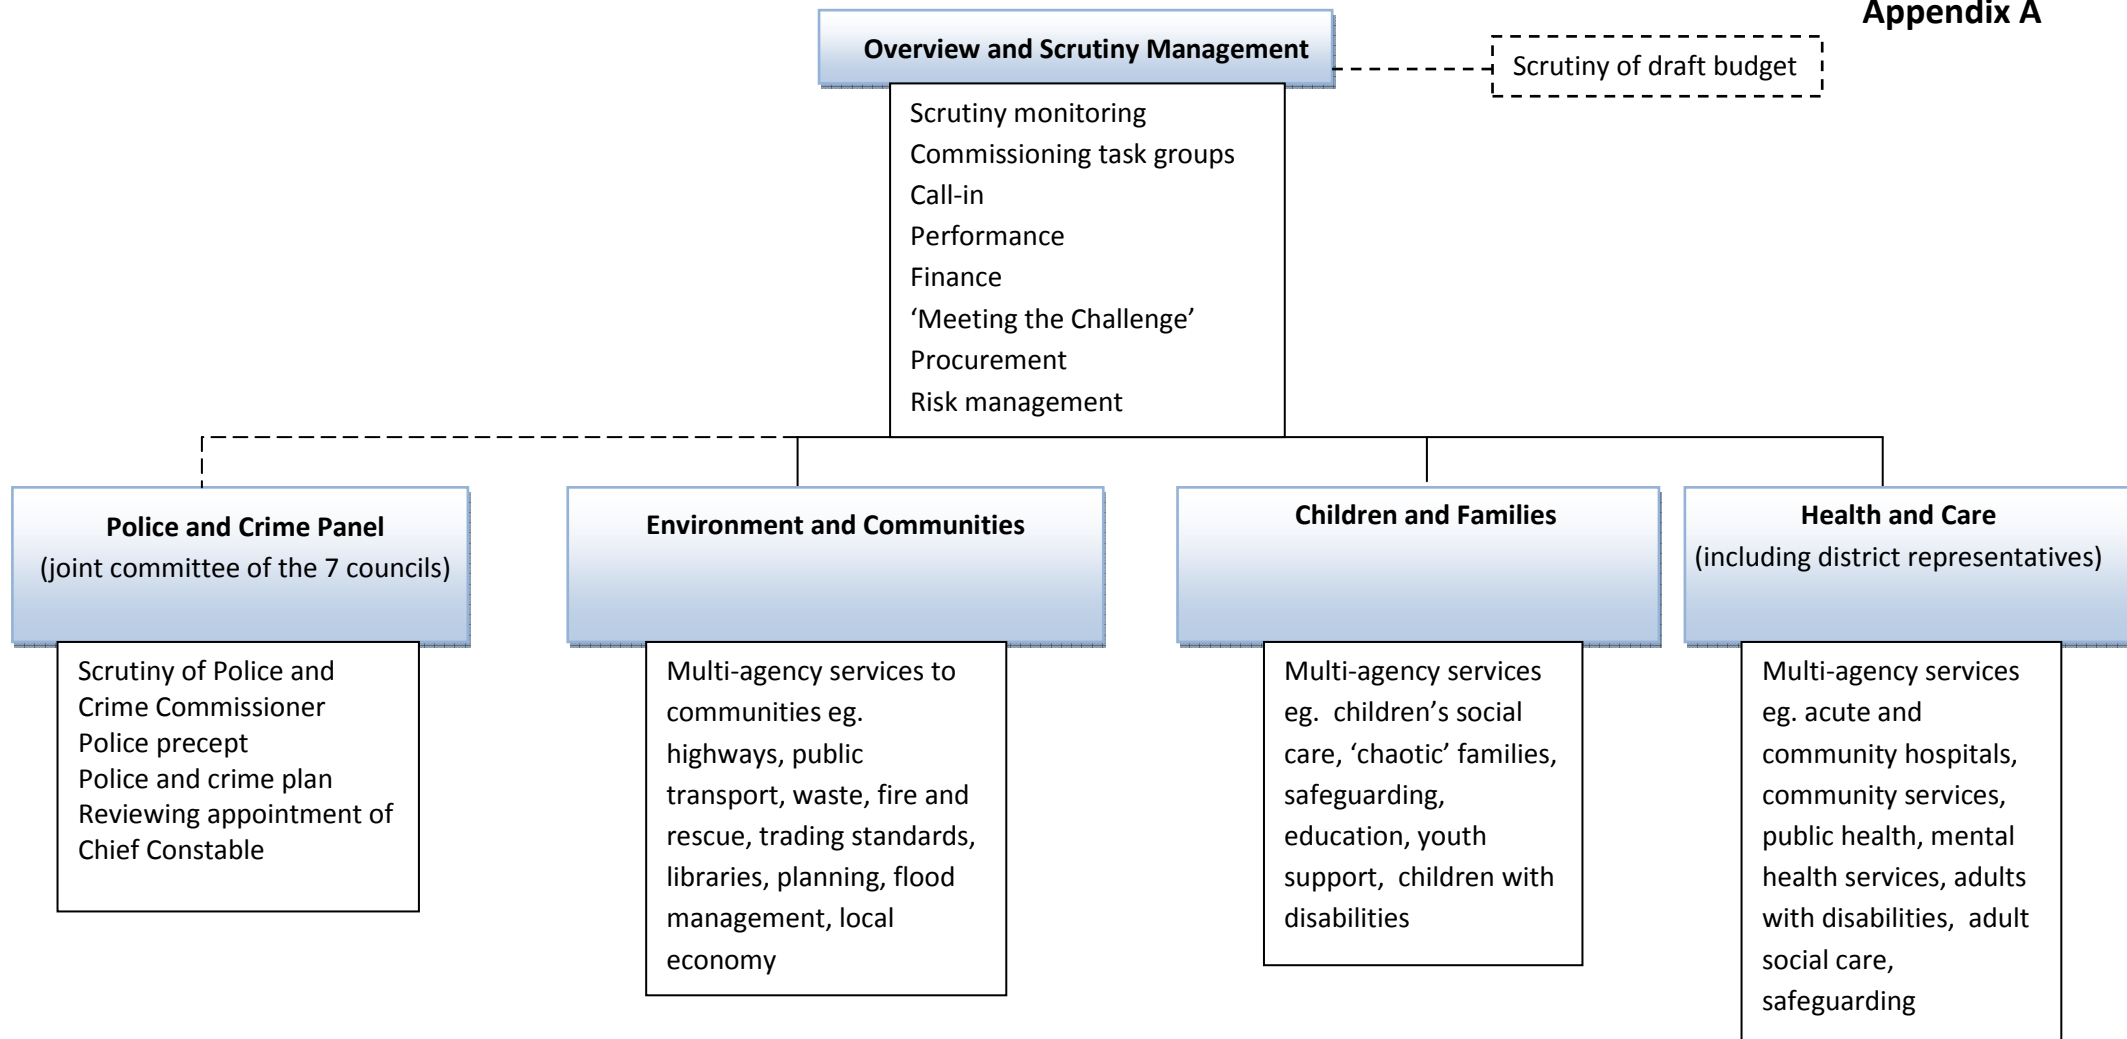 Appendix A
Overview and Scrutiny Management
Scrutiny of draft budget
Scrutiny monitoring
Commissioning task groups
Call-in
Performance
Finance
‘Meeting the Challenge’
Procurement
Risk management
Police and Crime Panel
(joint committee of the 7 councils)
Scrutiny of Police and
Crime Commissioner
Police precept
Police and crime plan
Reviewing appointment of
Chief Constable
Environment and Communities
Multi-agency services to
communities eg.
highways, public
transport, waste, fire and
rescue, trading standards,
libraries, planning, flood
management, local
economy
Children and Families
Multi-agency services
eg.  children’s social
care, ‘chaotic’ families,
safeguarding,
education, youth
support,  children with
disabilities
Health and Care
(including district representatives)
Multi-agency services
eg. acute and
community hospitals,
community services,
public health, mental
health services, adults
with disabilities,  adult
social care,
safeguarding